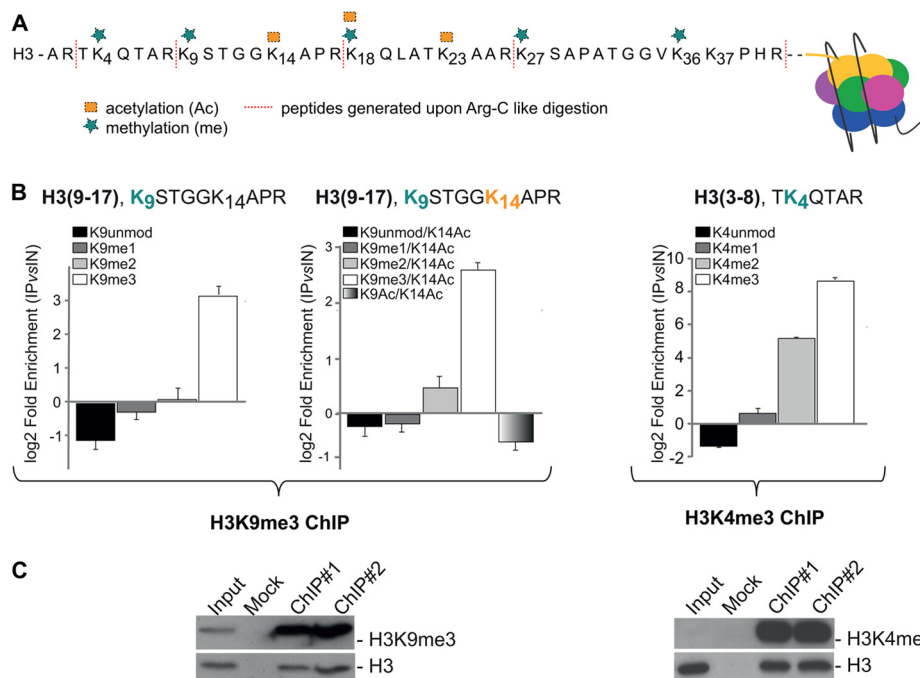 A
H3 - A R T K4 Q T A R K9 S T G G K14 A P R K18 Q L A T K23 A A R K27 S A P A T G G V K36 K37 P H R
acetylation (Ac)
methylation (me)
peptides generated upon Arg-C like digestion
B
H3(9-17), K9STGGK14APR
K9unmod
K9me1
K9me2
K9me3
log2 Fold Enrichment (IPvsIN)
3
2
1
0
-1
H3(9-17), K9STGGK14APR
K9unmod/K14Ac
K9me1/K14Ac
K9me2/K14Ac
K9me3/K14Ac
K9Ac/K14Ac
log2 Fold Enrichment (IPvsIN)
3
2
1
0
-1
H3(3-8), TK4QTAR
K4unmod
K4me1
K4me2
K4me3
log2 Fold Enrichment (IPvsIN)
10
8
6
4
2
0
-2
H3K9me3 ChIP
H3K4me3 ChIP
C
Input
Mock
ChIP#1
ChIP#2
- H3K9me3
- H3
Input
Mock
ChIP#1
ChIP#2
- H3K4me
- H3